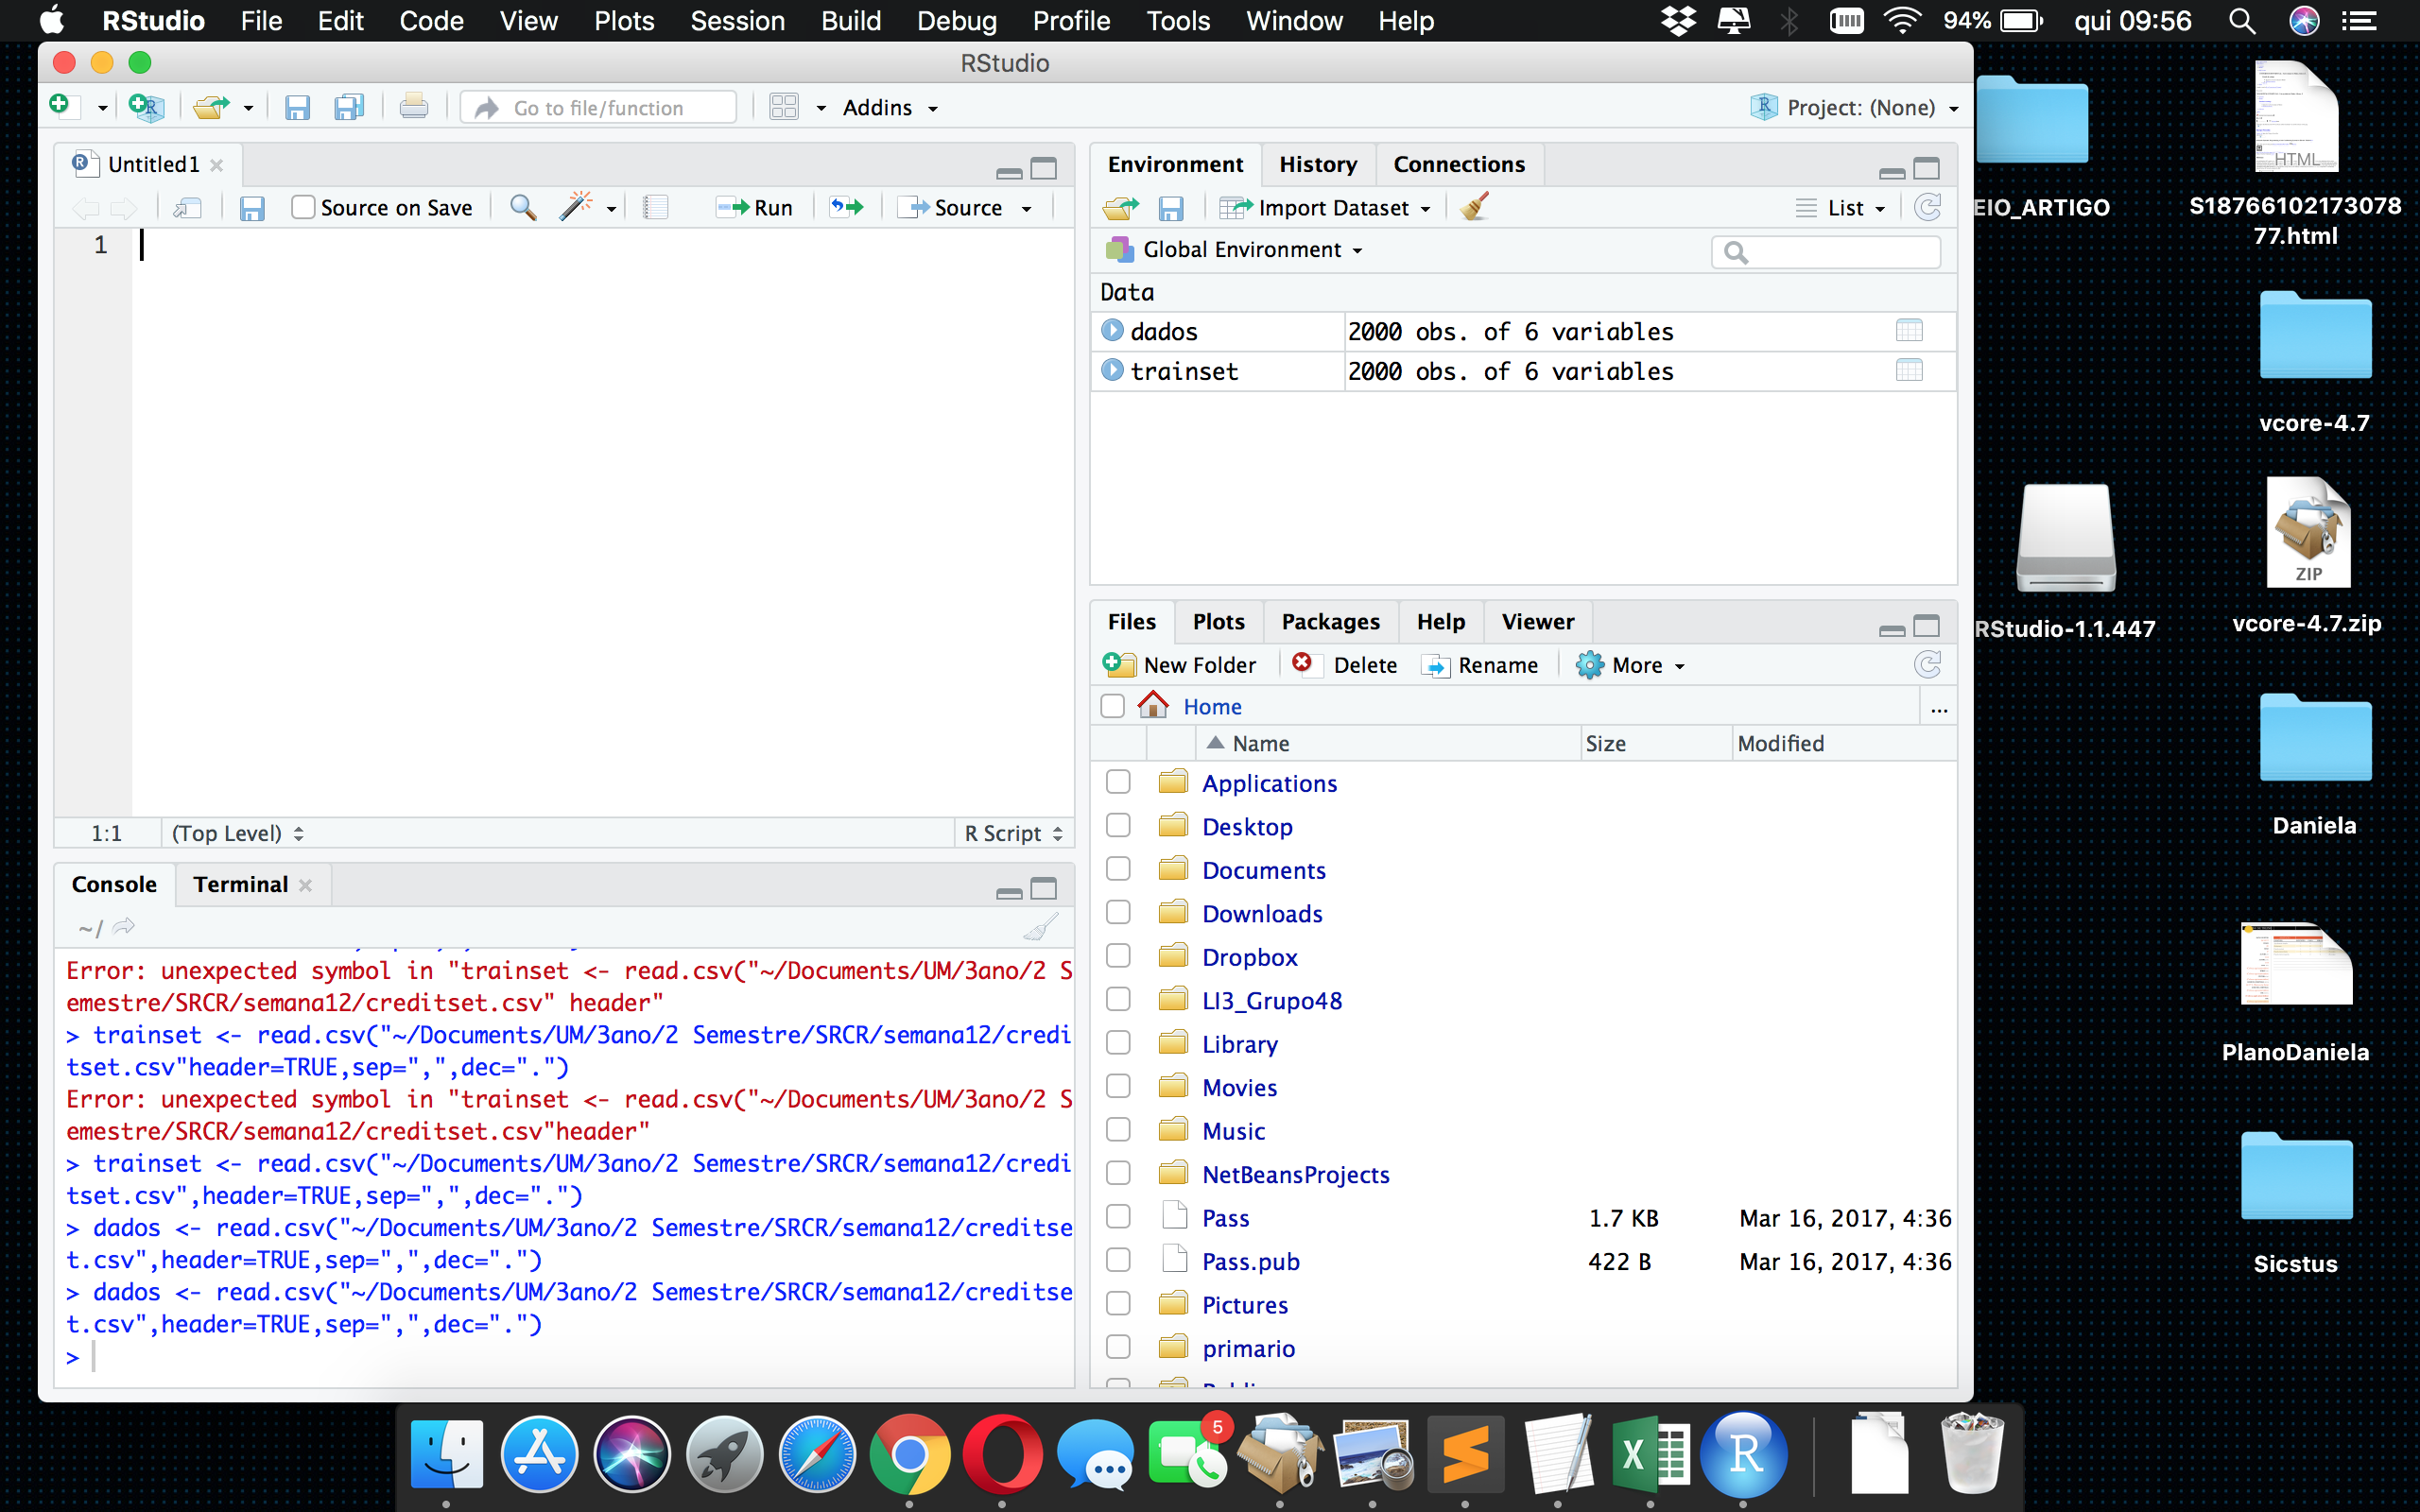 RStudio File Edit Code View Plots Session Build Debug Profile Tools Window Help 94% qui 09:56
RStudio
Go to file/function Addins Project: (None)
Untitled1
Source on Save Run Source
1
1:1 (Top Level) R Script
Console Terminal
~/
Error: unexpected symbol in "trainset <- read.csv("~/Documents/UM/3ano/2 S
emestre/SRCR/semana12/creditset.csv" header"
> trainset <- read.csv("~/Documents/UM/3ano/2 Semestre/SRCR/semana12/credi
tset.csv"header=TRUE,sep=",",dec=".")
Error: unexpected symbol in "trainset <- read.csv("~/Documents/UM/3ano/2 S
emestre/SRCR/semana12/creditset.csv"header"
> trainset <- read.csv("~/Documents/UM/3ano/2 Semestre/SRCR/semana12/credi
tset.csv",header=TRUE,sep=",",dec=".")
> dados <- read.csv("~/Documents/UM/3ano/2 Semestre/SRCR/semana12/creditse
t.csv",header=TRUE,sep=",",dec=".")
> dados <- read.csv("~/Documents/UM/3ano/2 Semestre/SRCR/semana12/creditse
t.csv",header=TRUE,sep=",",dec=".")
>
Environment History Connections
Import Dataset List
Global Environment
Data
dados 2000 obs. of 6 variables
trainset 2000 obs. of 6 variables
Files Plots Packages Help Viewer
New Folder Delete Rename More
Home ...
Name Size Modified
Applications
Desktop
Documents
Downloads
Dropbox
LI3_Grupo48
Library
Movies
Music
NetBeansProjects
Pass 1.7 KB Mar 16, 2017, 4:36
Pass.pub 422 B Mar 16, 2017, 4:36
Pictures
primario
EIO_ARTIGO
HTML
S18766102173078
77.html
vcore-4.7
RStudio-1.1.447
ZIP
vcore-4.7.zip
Daniela
PlanoDaniela
Sicstus
5
X
R